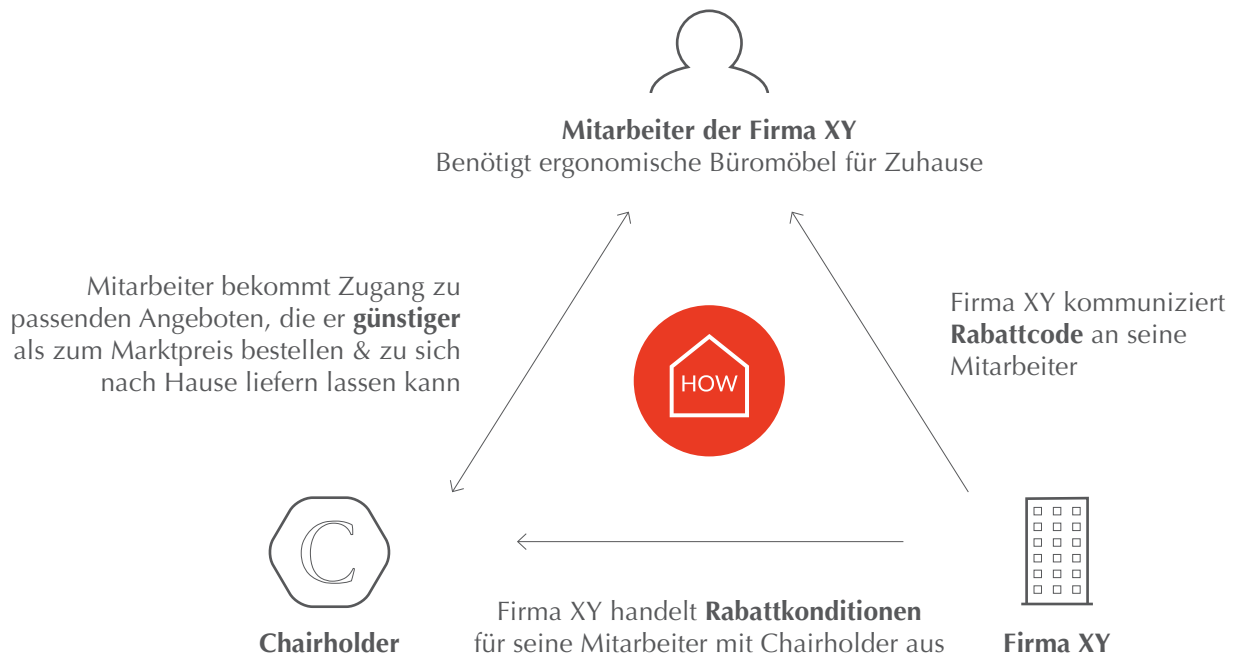 Mitarbeiter der Firma XY
Benötigt ergonomische Büromöbel für Zuhause
Mitarbeiter bekommt Zugang zu
passenden Angeboten, die er günstiger
als zum Marktpreis bestellen & zu sich
nach Hause liefern lassen kann
HOW
Firma XY kommuniziert
Rabattcode an seine
Mitarbeiter
C
Chairholder
Firma XY handelt Rabattkonditionen
für seine Mitarbeiter mit Chairholder aus
Firma XY